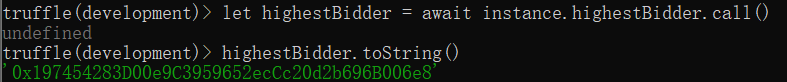 truffle(development)> let highestBidder = await instance.highestBidder.call()
undefined
truffle(development)> highestBidder.toString()
'0x197454283D00e9C3959652ecCc20d2b696B006e8'